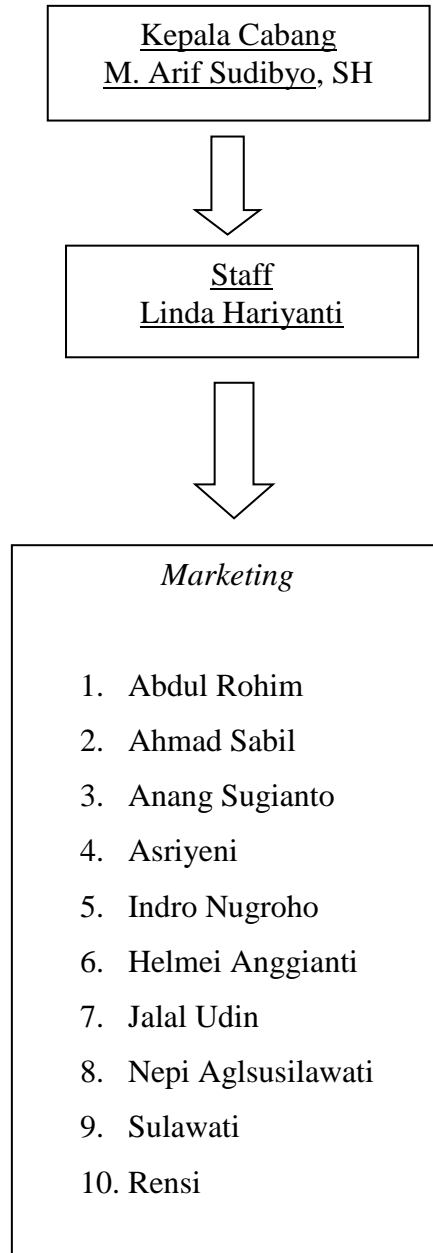 Kepala Cabang
M. Arif Sudibyo, SH
Staff
Linda Hariyanti
Marketing
1. Abdul Rohim
2. Ahmad Sabil
3. Anang Sugianto
4. Asriyeni
5. Indro Nugroho
6. Helmei Anggianti
7. Jalal Udin
8. Nepi Aglsusilawati
9. Sulawati
10. Rensi